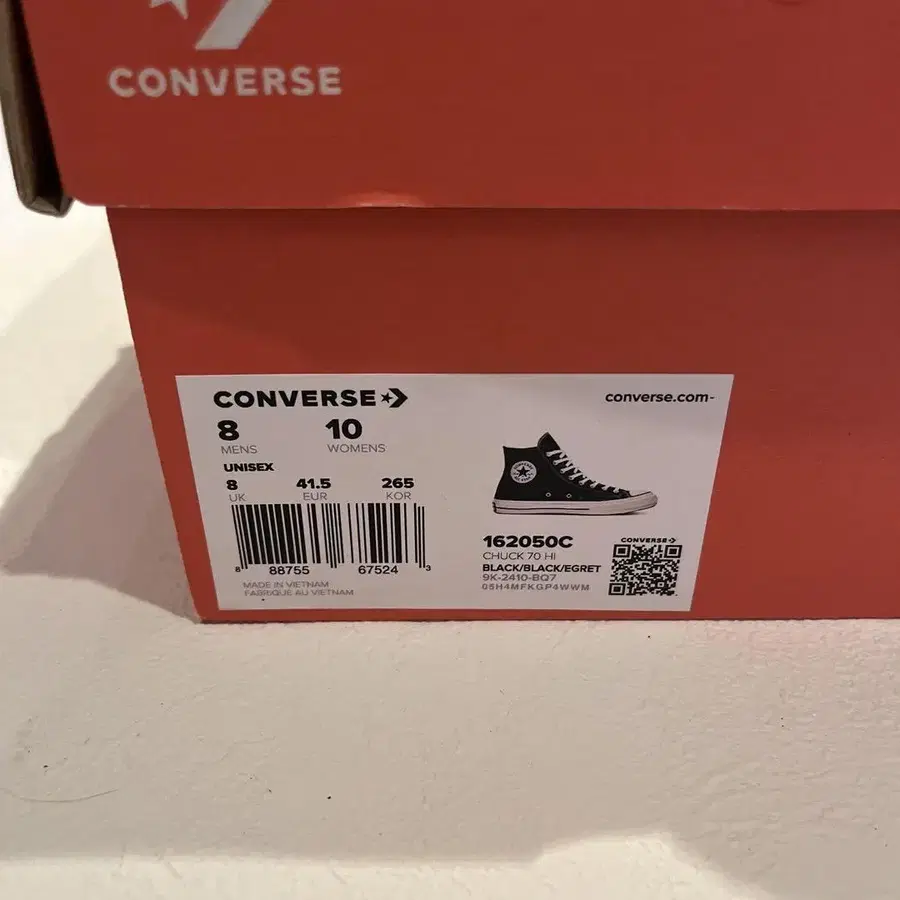 CONVERSE
CONVERSE
converse.com-
8 10
MENS WOMENS
UNISEX
8 41.5 265
UK EUR KOR
8 88755 67524 3
MADE IN VIETNAM
FABRIQUÉ AU VIETNAM
162050C
CHUCK 70 HI
BLACK/BLACK/EGRET
9K-2410-BQ7
05H4MFKGP4WWM
CONVERSE